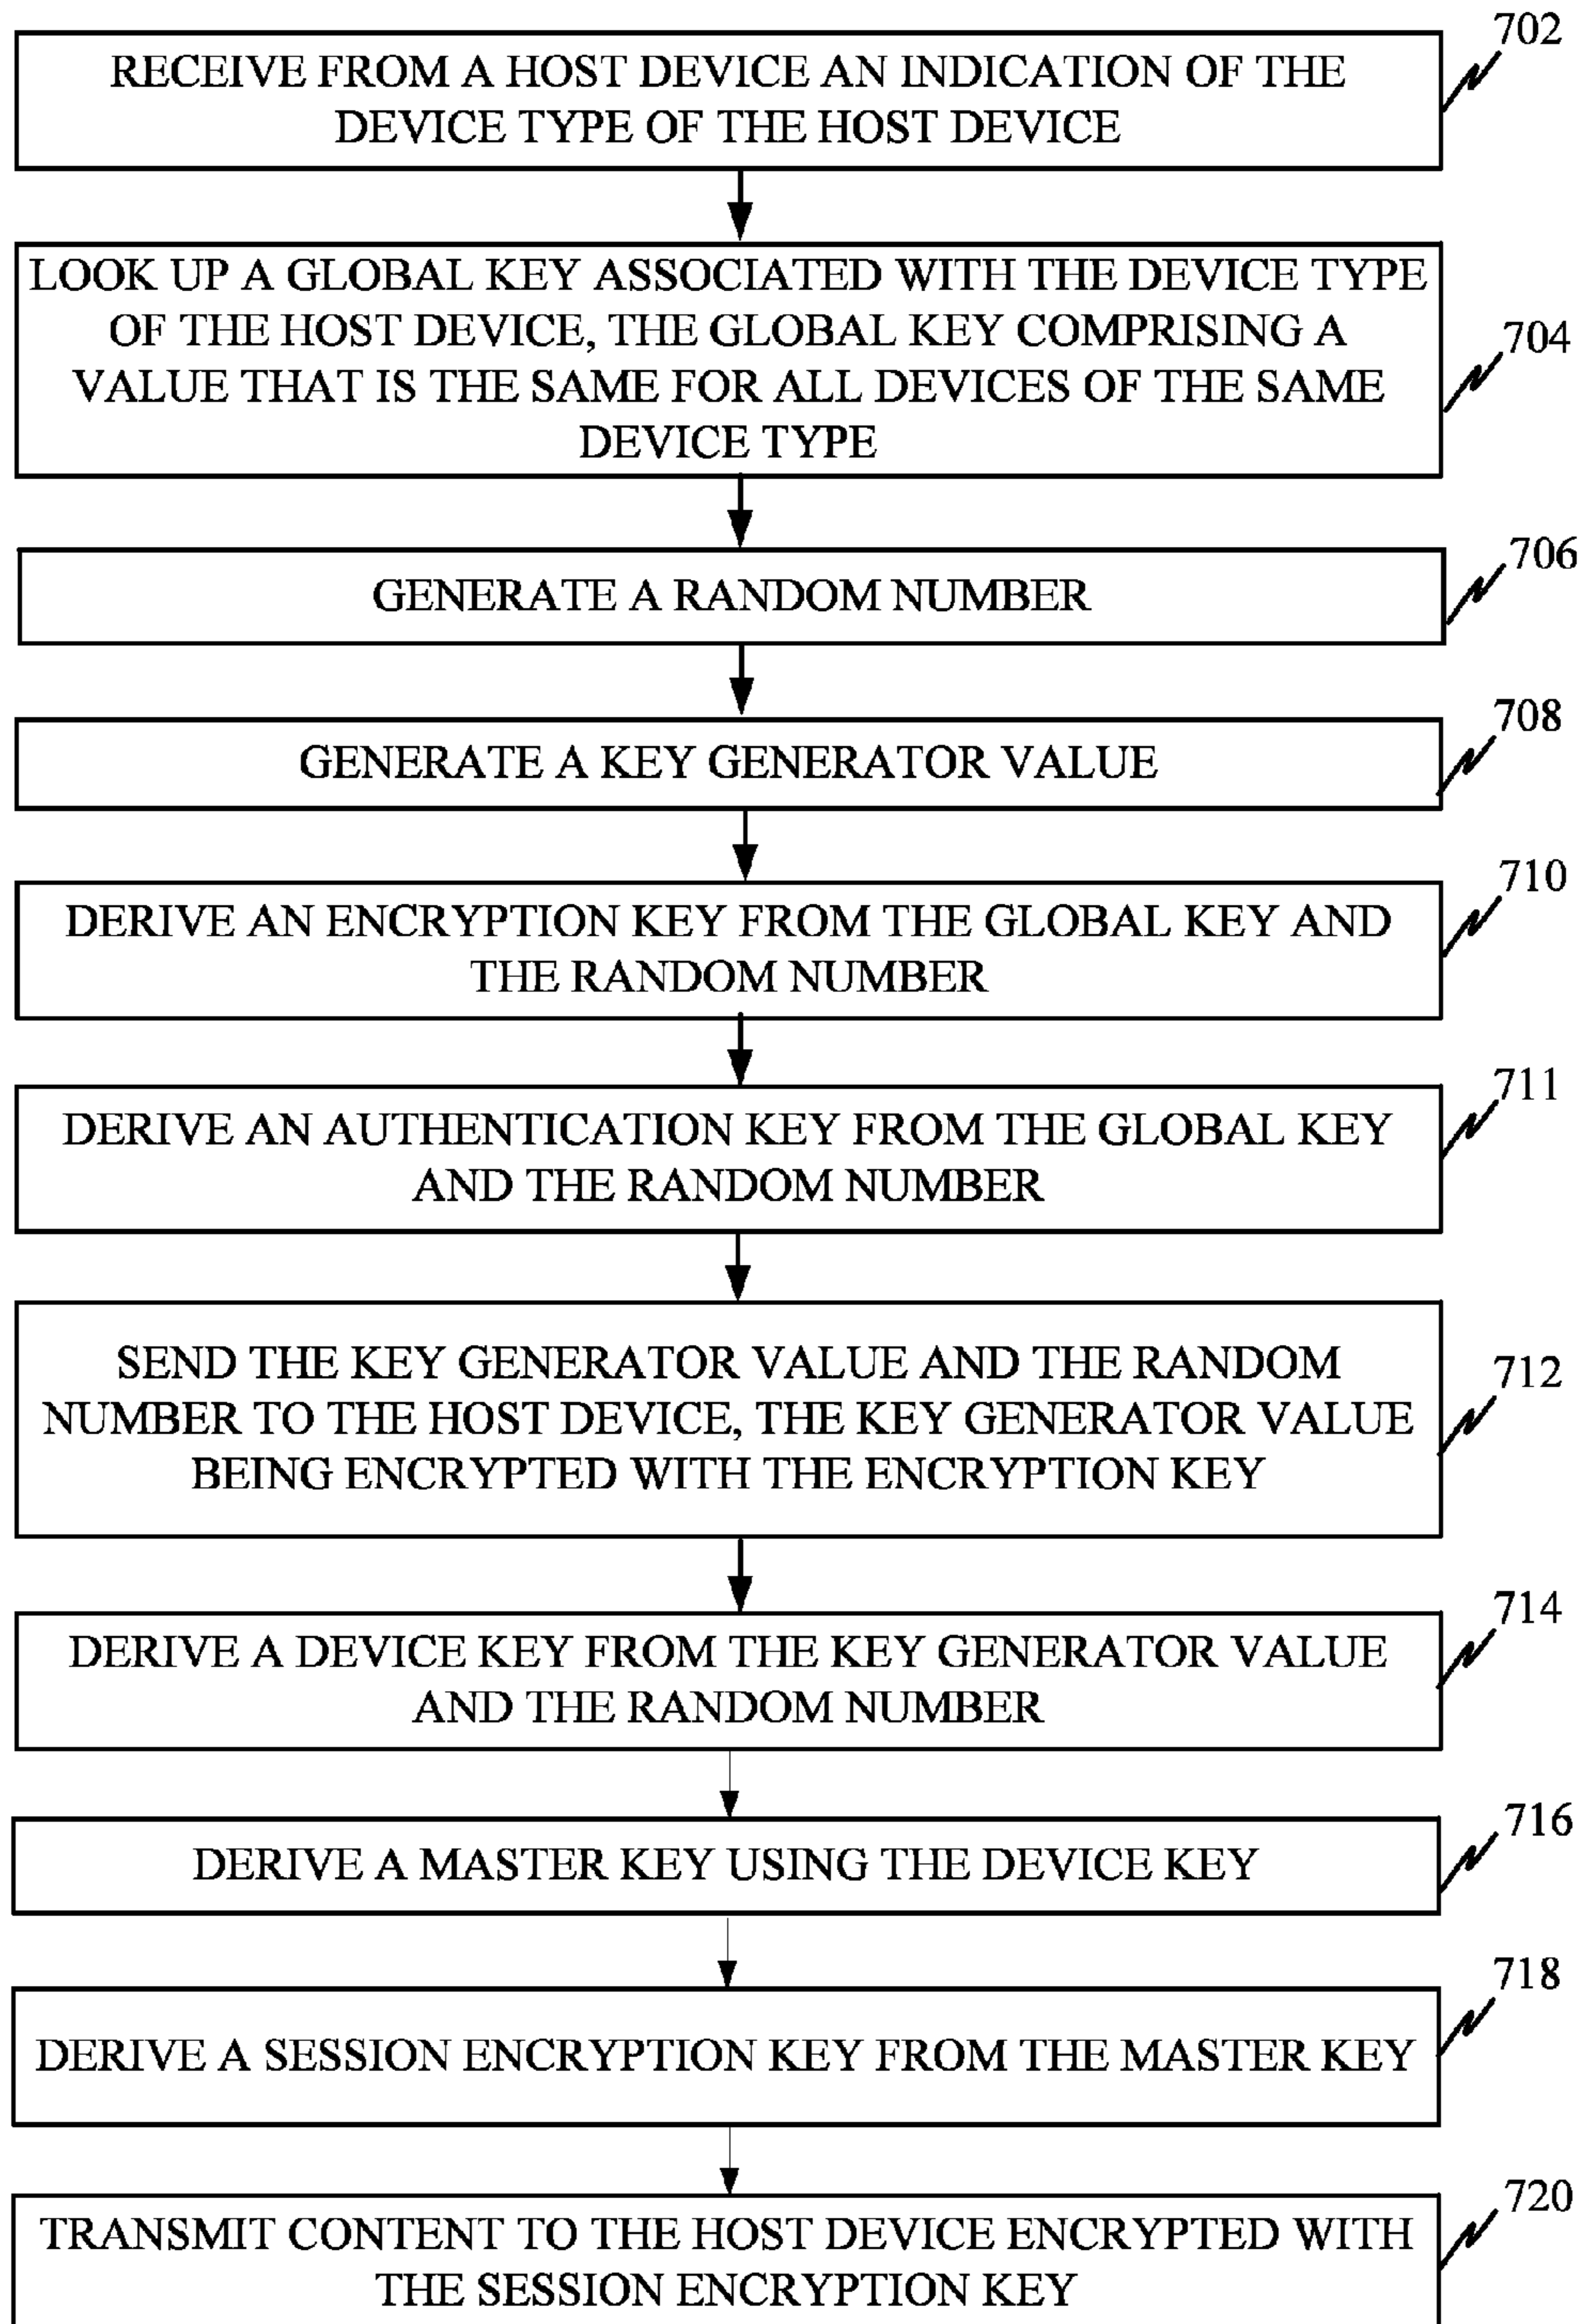 702
RECEIVE FROM A HOST DEVICE AN INDICATION OF THE
DEVICE TYPE OF THE HOST DEVICE
LOOK UP A GLOBAL KEY ASSOCIATED WITH THE DEVICE TYPE
OF THE HOST DEVICE, THE GLOBAL KEY COMPRISING A
704
VALUE THAT IS THE SAME FOR ALL DEVICES OF THE SAME
DEVICE TYPE
706
GENERATE A RANDOM NUMBER
708
GENERATE A KEY GENERATOR VALUE
710
DERIVE AN ENCRYPTION KEY FROM THE GLOBAL KEY AND
THE RANDOM NUMBER
711
DERIVE AN AUTHENTICATION KEY FROM THE GLOBAL KEY
AND THE RANDOM NUMBER
SEND THE KEY GENERATOR VALUE AND THE RANDOM
712
NUMBER TO THE HOST DEVICE, THE KEY GENERATOR VALUE
BEING ENCRYPTED WITH THE ENCRYPTION KEY
714
DERIVE A DEVICE KEY FROM THE KEY GENERATOR VALUE
AND THE RANDOM NUMBER
716
DERIVE A MASTER KEY USING THE DEVICE KEY
718
DERIVE A SESSION ENCRYPTION KEY FROM THE MASTER KEY
720
TRANSMIT CONTENT TO THE HOST DEVICE ENCRYPTED WITH
THE SESSION ENCRYPTION KEY